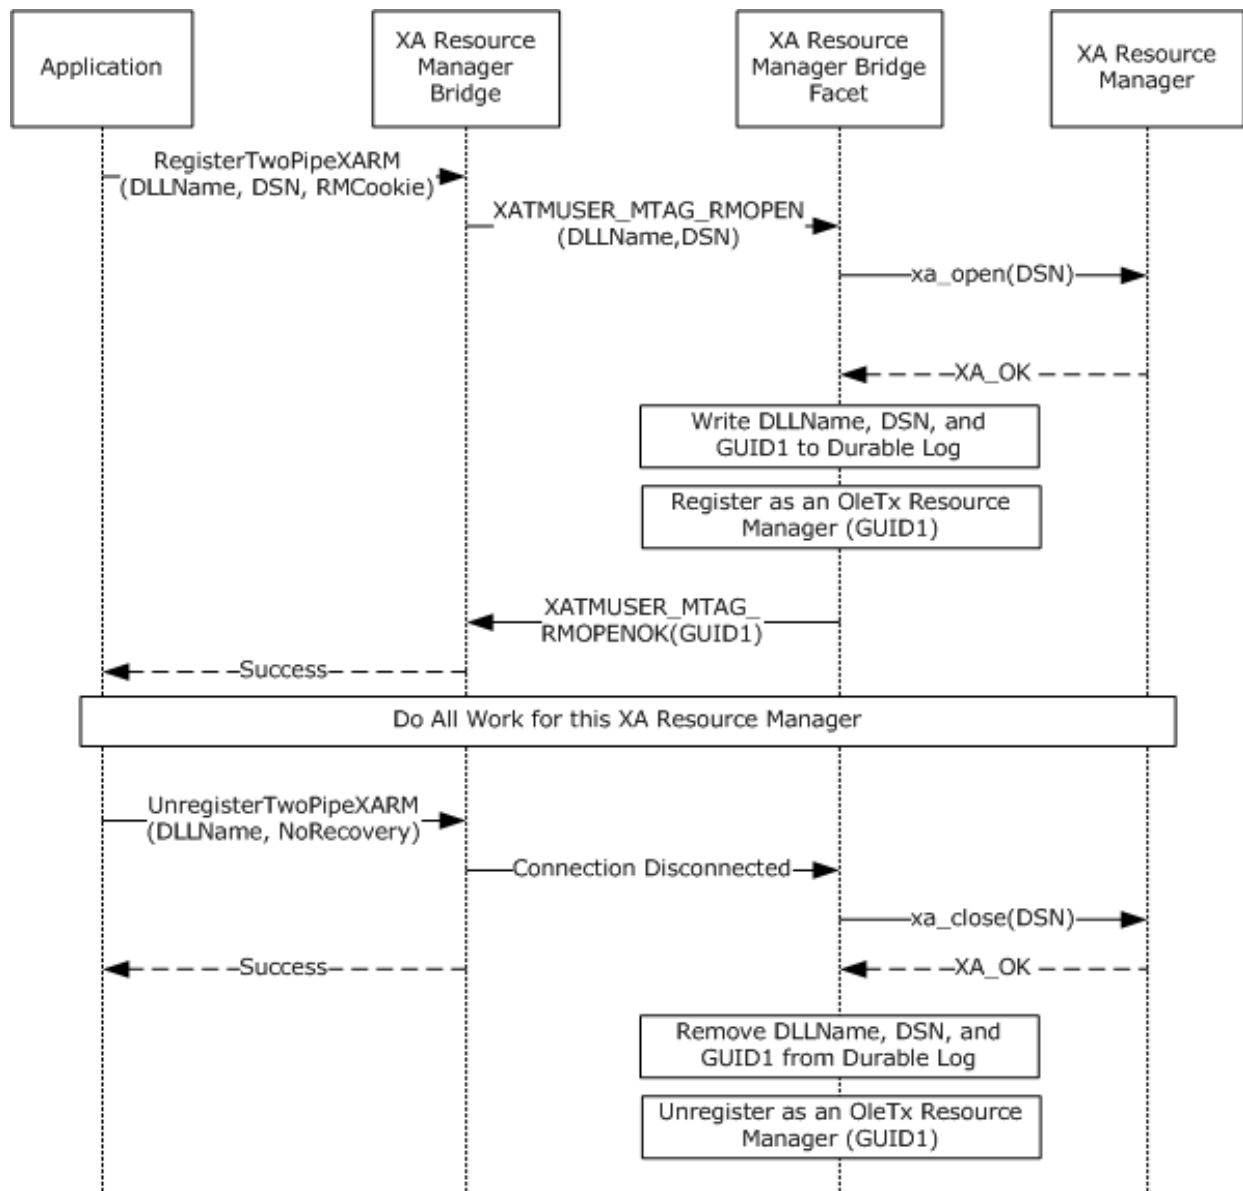 Application
XA Resource
Manager
Bridge
XA Resource
Manager Bridge
Facet
XA Resource
Manager
RegisterTwoPipeXARM
(DLLName, DSN, RMCookie)
XATMUSER_MTAG_RMOPEN
(DLLName,DSN)
xa_open(DSN)
XA_OK
Write DLLName, DSN, and
GUID1 to Durable Log
Register as an OleTx Resource
Manager (GUID1)
XATMUSER_MTAG_
RMOPENOK(GUID1)
Success
Do All Work for this XA Resource Manager
UnregisterTwoPipeXARM
(DLLName, NoRecovery)
Connection Disconnected
xa_close(DSN)
Success
XA_OK
Remove DLLName, DSN, and
GUID1 from Durable Log
Unregister as an OleTx Resource
Manager (GUID1)